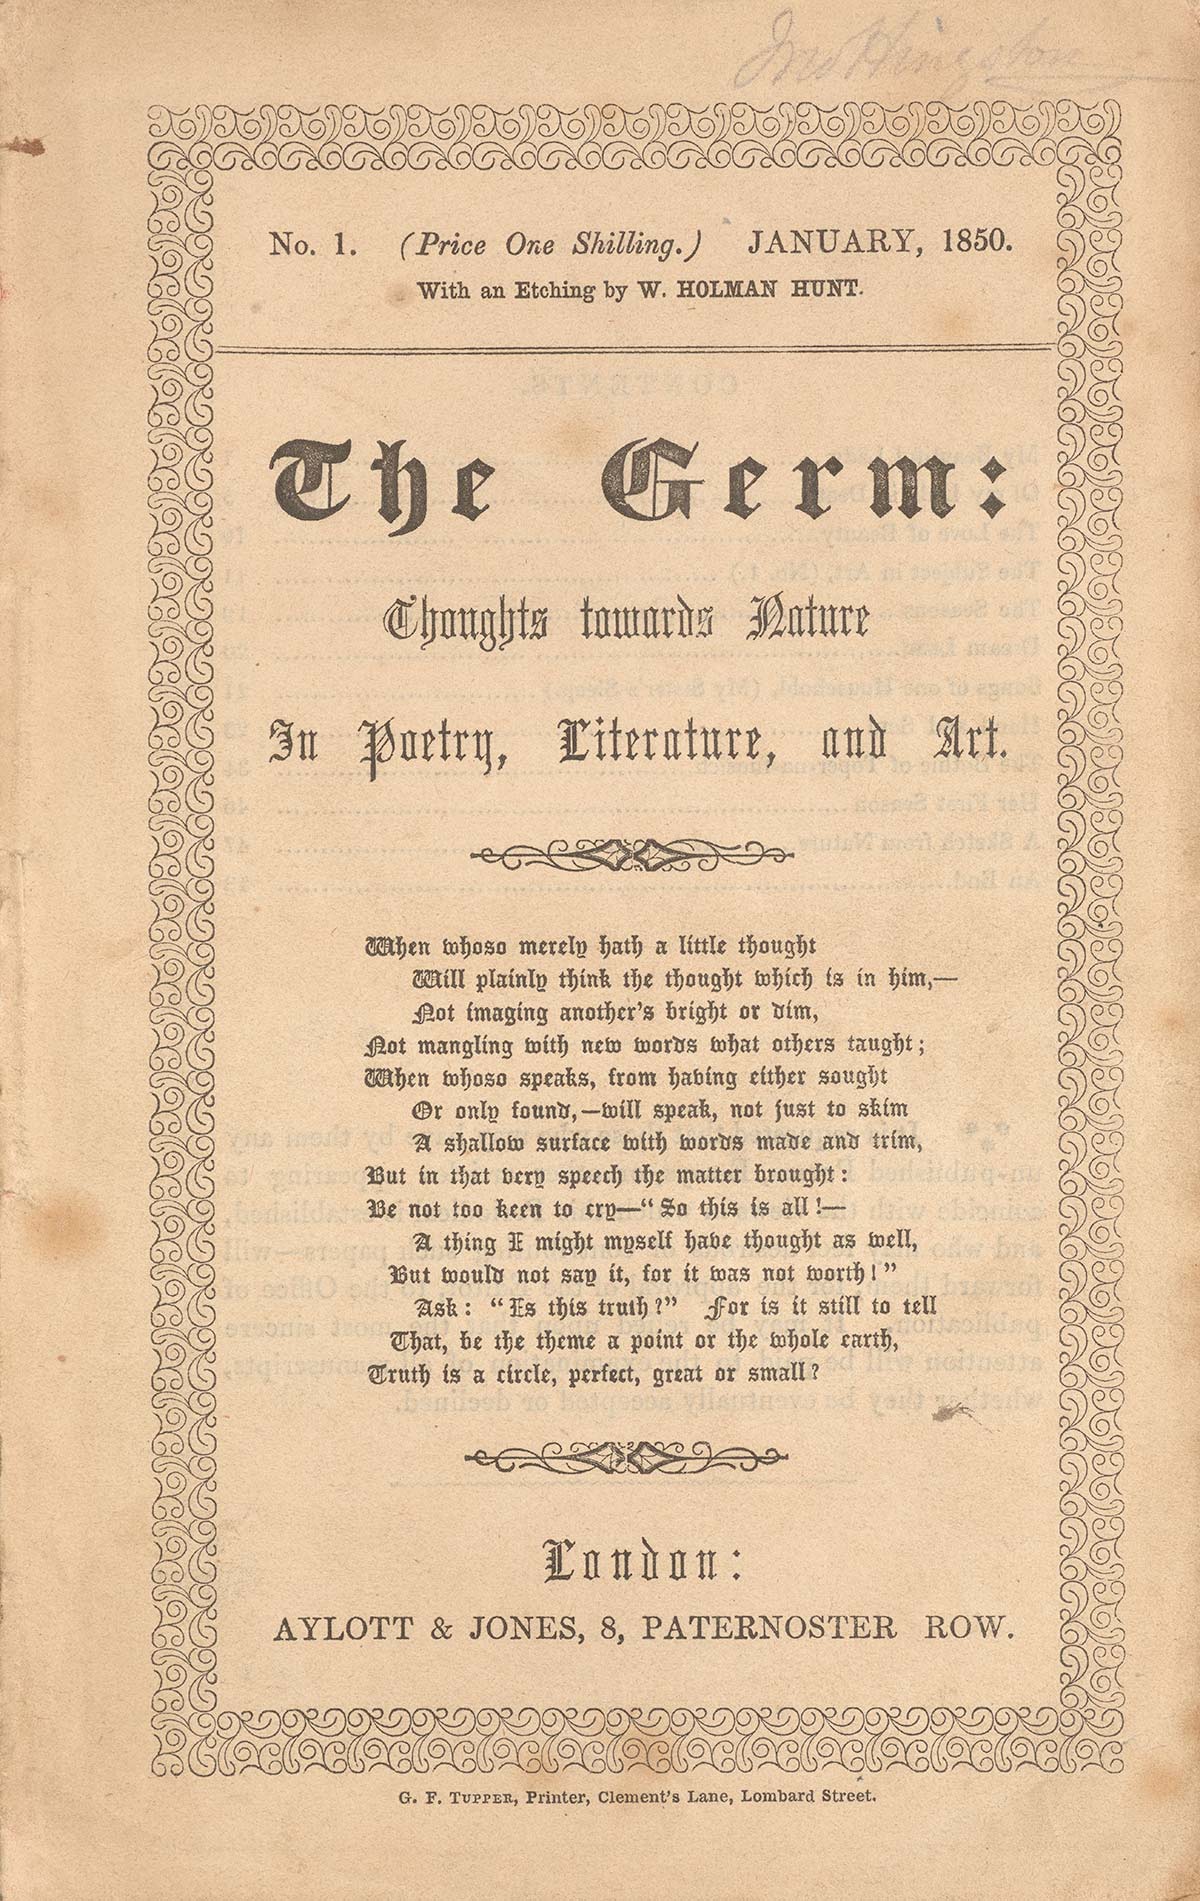 Jno Hingston
No. 1. (Price One Shilling.) JANUARY, 1850.
With an Etching by W. HOLMAN HUNT.
The Germ:
Thoughts towards Nature
In Poetry, Literature, and Art.
When whoso merely hath a little thought
Will plainly think the thought which is in him,—
Not imaging another's bright or dim,
Not mangling with new words what others taught;
When whoso speaks, from having either sought
Or only found,—will speak, not just to skim
A shallow surface with words made and trim,
But in that very speech the matter brought:
Be not too keen to cry—"So this is all!—
A thing I might myself have thought as well,
But would not say it, for it was not worth!"
Ask: "Is this truth?" For is it still to tell
That, be the theme a point or the whole earth,
Truth is a circle, perfect, great or small?
London:
AYLOTT & JONES, 8, PATERNOSTER ROW.
G. F. TUPPER, Printer, Clement's Lane, Lombard Street.